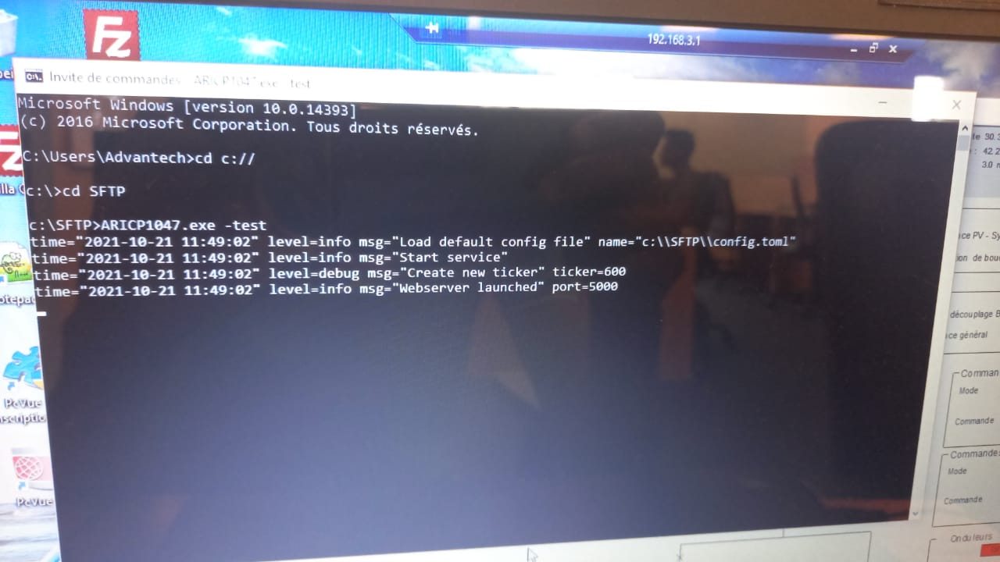 FZ
192.168.3.1
Invite de commandes - ARICP1047.exe -test
Microsoft Windows [version 10.0.14393]
(c) 2016 Microsoft Corporation. Tous droits réservés.
C:\Users\Advantech>cd c://
c:\>cd SFTP
c:\SFTP>ARICP1047.exe -test
time="2021-10-21 11:49:02" level=info msg="Load default config file" name="c:\\SFTP\\config.toml"
time="2021-10-21 11:49:02" level=info msg="Start service"
time="2021-10-21 11:49:02" level=debug msg="Create new ticker" ticker=600
time="2021-10-21 11:49:02" level=info msg="Webserver launched" port=5000
PcVue
PcVue
30.3
42.2
3.0
ce PV - Sy
de bou
découplage B
ce général
Comman
Mode
Commande
Commandes
Mode
Commande
Onduleurs